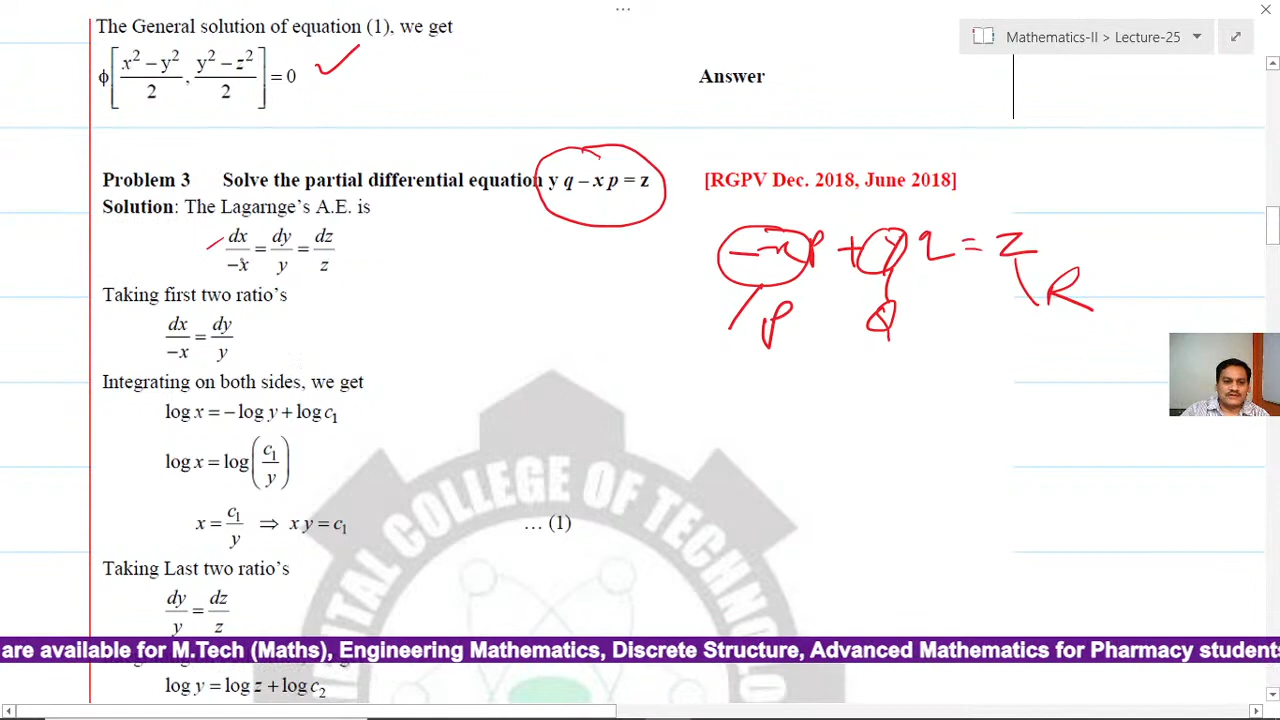 The General solution of equation (1), we get
ϕ[(x² – y²)/2, (y² – z²)/2] = 0
Answer
Mathematics-II > Lecture-25
Problem 3 Solve the partial differential equation y q – x p = z [RGPV Dec. 2018, June 2018]
Solution: The Lagarnge's A.E. is
dx/–x = dy/y = dz/z
–xp + y q = z
P Q R
Taking first two ratio's
dx/–x = dy/y
Integrating on both sides, we get
log x = – log y + log c₁
log x = log (c₁/y)
x = c₁/y ⇒ x y = c₁ … (1)
Taking Last two ratio's
dy/y = dz/z
are available for M.Tech (Maths), Engineering Mathematics, Discrete Structure, Advanced Mathematics for Pharmacy students
log y = log z + log c₂
GITAL COLLEGE OF TECHNOL